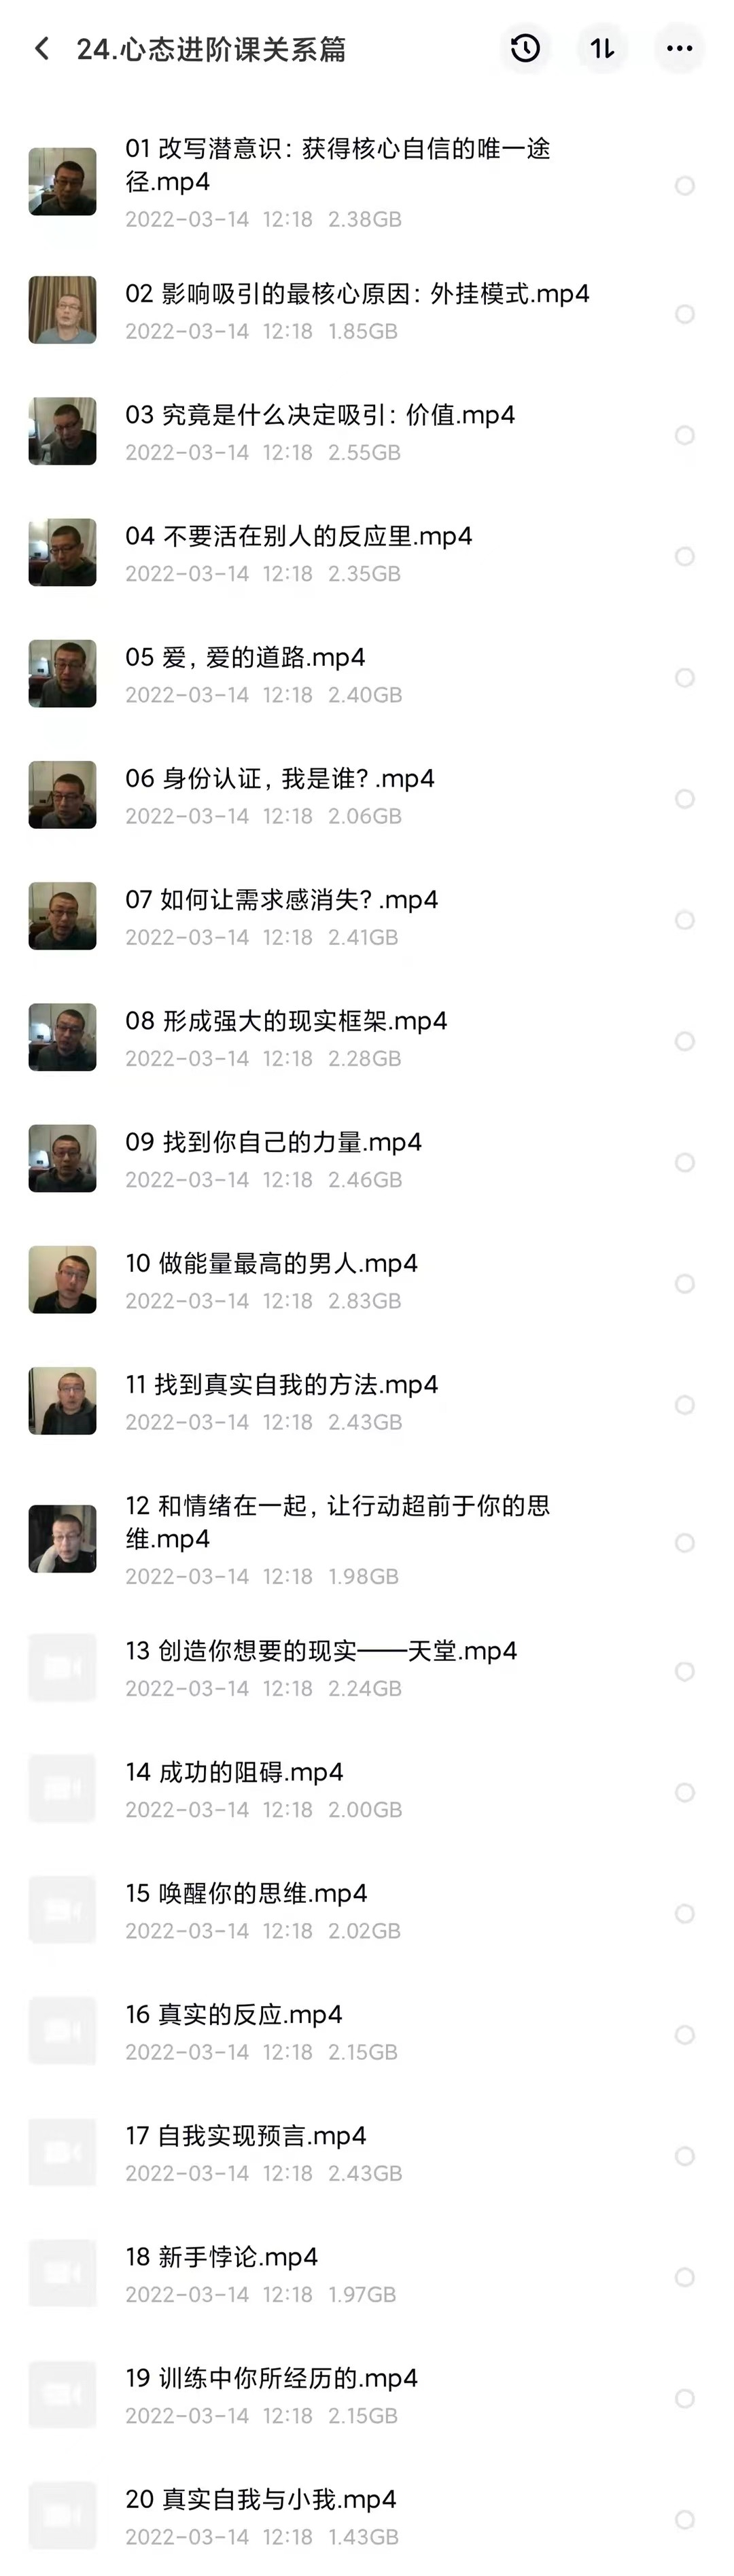 24.心态进阶课关系篇
01 改写潜意识：获得核心自信的唯一途
径.mp4
2022-03-14 12:18 2.38GB
02 影响吸引的最核心原因：外挂模式.mp4
2022-03-14 12:18 1.85GB
03 究竟是什么决定吸引：价值.mp4
2022-03-14 12:18 2.55GB
04 不要活在别人的反应里.mp4
2022-03-14 12:18 2.35GB
05 爱，爱的道路.mp4
2022-03-14 12:18 2.40GB
06 身份认证，我是谁？.mp4
2022-03-14 12:18 2.06GB
07 如何让需求感消失？.mp4
2022-03-14 12:18 2.41GB
08 形成强大的现实框架.mp4
2022-03-14 12:18 2.28GB
09 找到你自己的力量.mp4
2022-03-14 12:18 2.46GB
10 做能量最高的男人.mp4
2022-03-14 12:18 2.83GB
11 找到真实自我的方法.mp4
2022-03-14 12:18 2.43GB
12 和情绪在一起，让行动超前于你的思
维.mp4
2022-03-14 12:18 1.98GB
13 创造你想要的现实——天堂.mp4
2022-03-14 12:18 2.24GB
14 成功的阻碍.mp4
2022-03-14 12:18 2.00GB
15 唤醒你的思维.mp4
2022-03-14 12:18 2.02GB
16 真实的反应.mp4
2022-03-14 12:18 2.15GB
17 自我实现预言.mp4
2022-03-14 12:18 2.43GB
18 新手悖论.mp4
2022-03-14 12:18 1.97GB
19 训练中你所经历的.mp4
2022-03-14 12:18 2.15GB
20 真实自我与小我.mp4
2022-03-14 12:18 1.43GB